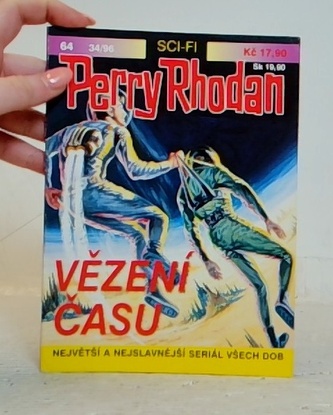 64 34/96 SCI-FI Kč 17,90
Sk 19,60
Perry Rhodan
VĚZENÍ
ČASU
NEJVĚTŠÍ A NEJSLAVNĚJŠÍ SERIÁL VŠECH DOB